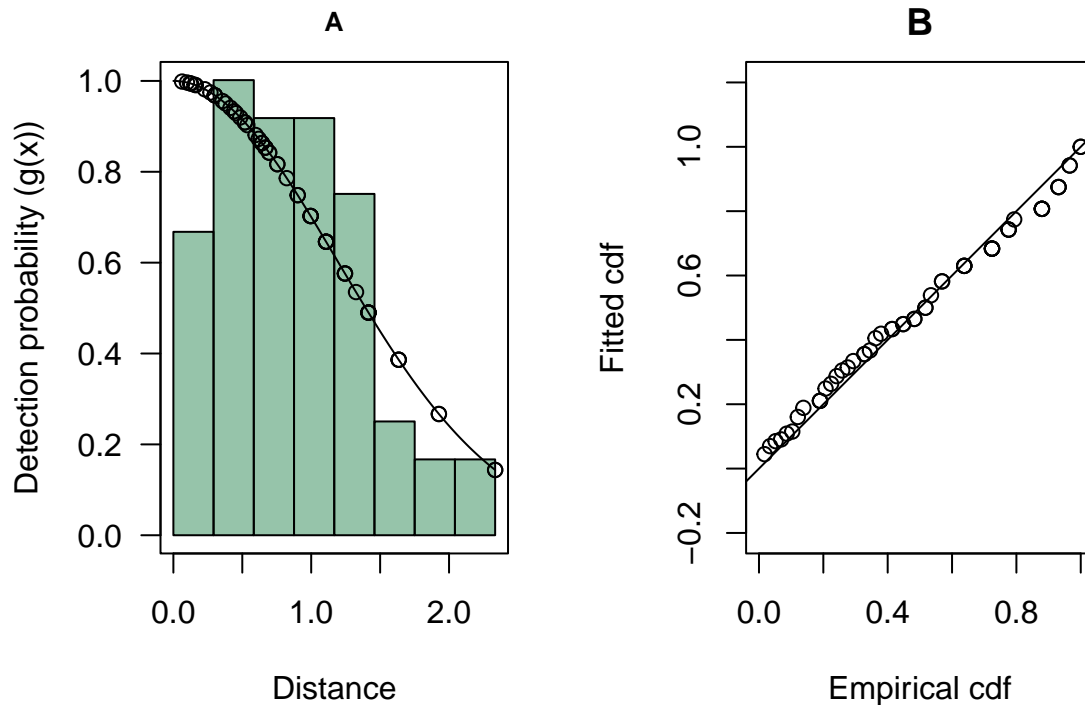 A
Detection probability (g(x))
1.0
0.8
0.6
0.4
0.2
0.0
0.0 1.0 2.0
Distance
B
Fitted cdf
1.0
0.6
0.2
−0.2
0.0 0.4 0.8
Empirical cdf